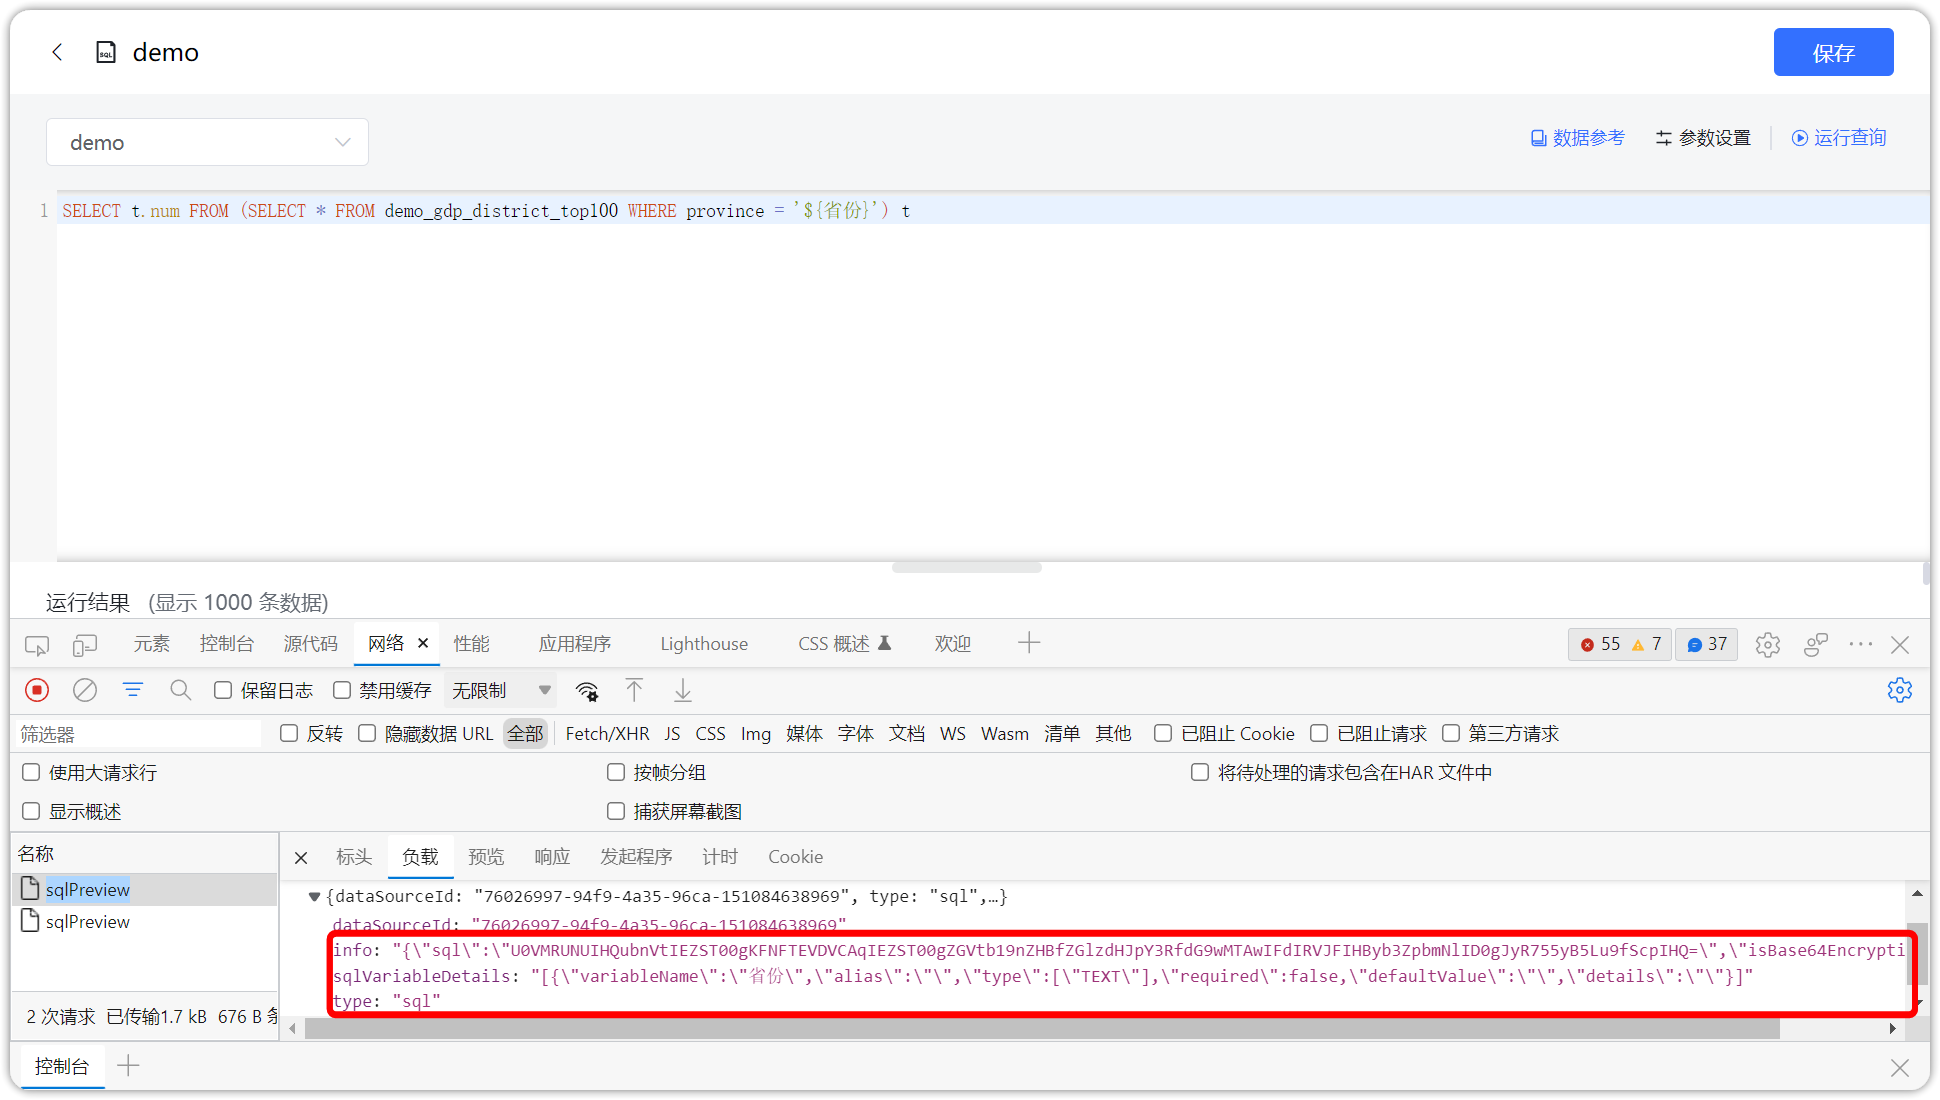 demo
保存
demo
数据参考 参数设置 运行查询
1 SELECT t.num FROM (SELECT * FROM demo_gdp_district_top100 WHERE province = '${省份}') t
运行结果 (显示 1000 条数据)
元素 控制台 源代码 网络 性能 应用程序 Lighthouse CSS 概述 欢迎 55 7 37
保留日志 禁用缓存 无限制
筛选器 反转 隐藏数据 URL 全部 Fetch/XHR JS CSS Img 媒体 字体 文档 WS Wasm 清单 其他 已阻止 Cookie 已阻止请求 第三方请求
使用大请求行 按帧分组 将待处理的请求包含在HAR 文件中
显示概述 捕获屏幕截图
名称
sqlPreview
sqlPreview
2 次请求 已传输1.7 kB 676 B 条
标头 负载 预览 响应 发起程序 计时 Cookie
{dataSourceId: "76026997-94f9-4a35-96ca-151084638969", type: "sql",…}
dataSourceId: "76026997-94f9-4a35-96ca-151084638969"
info: "{\"sql\":\"U0VMRUNUIHQubnVtIEZST00gKFNFTEVDVCAqIEZST00gZGVtb19nZHBfZGlzdHJpY3RfdG9wMTAwIFdIRVJFIHByb3ZpbmNlID0gJyR755yB5Lu9fScpIHQ=\",\"isBase64Encrypti
sqlVariableDetails: "[{\"variableName\":\"省份\",\"alias\":\"\",\"type\":[\"TEXT\"],\"required\":false,\"defaultValue\":\"\",\"details\":\"\"}]"
type: "sql"
控制台